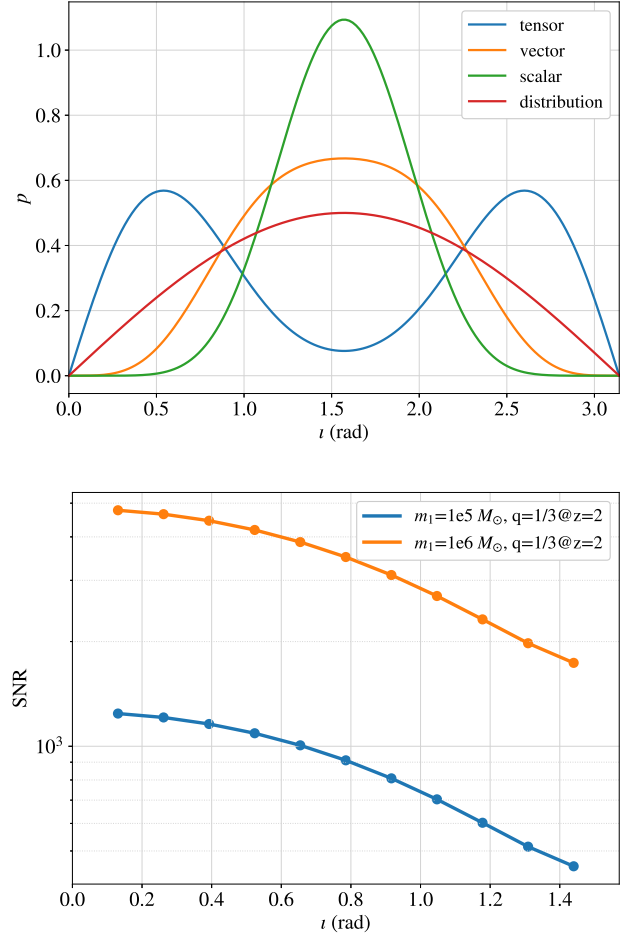 1.0
0.8
0.6
0.4
0.2
0.0
p
tensor
vector
scalar
distribution
0.0 0.5 1.0 1.5 2.0 2.5 3.0
ι (rad)
SNR
10³
m₁=1e5 M⊙, q=1/3@z=2
m₁=1e6 M⊙, q=1/3@z=2
0.0 0.2 0.4 0.6 0.8 1.0 1.2 1.4
ι (rad)